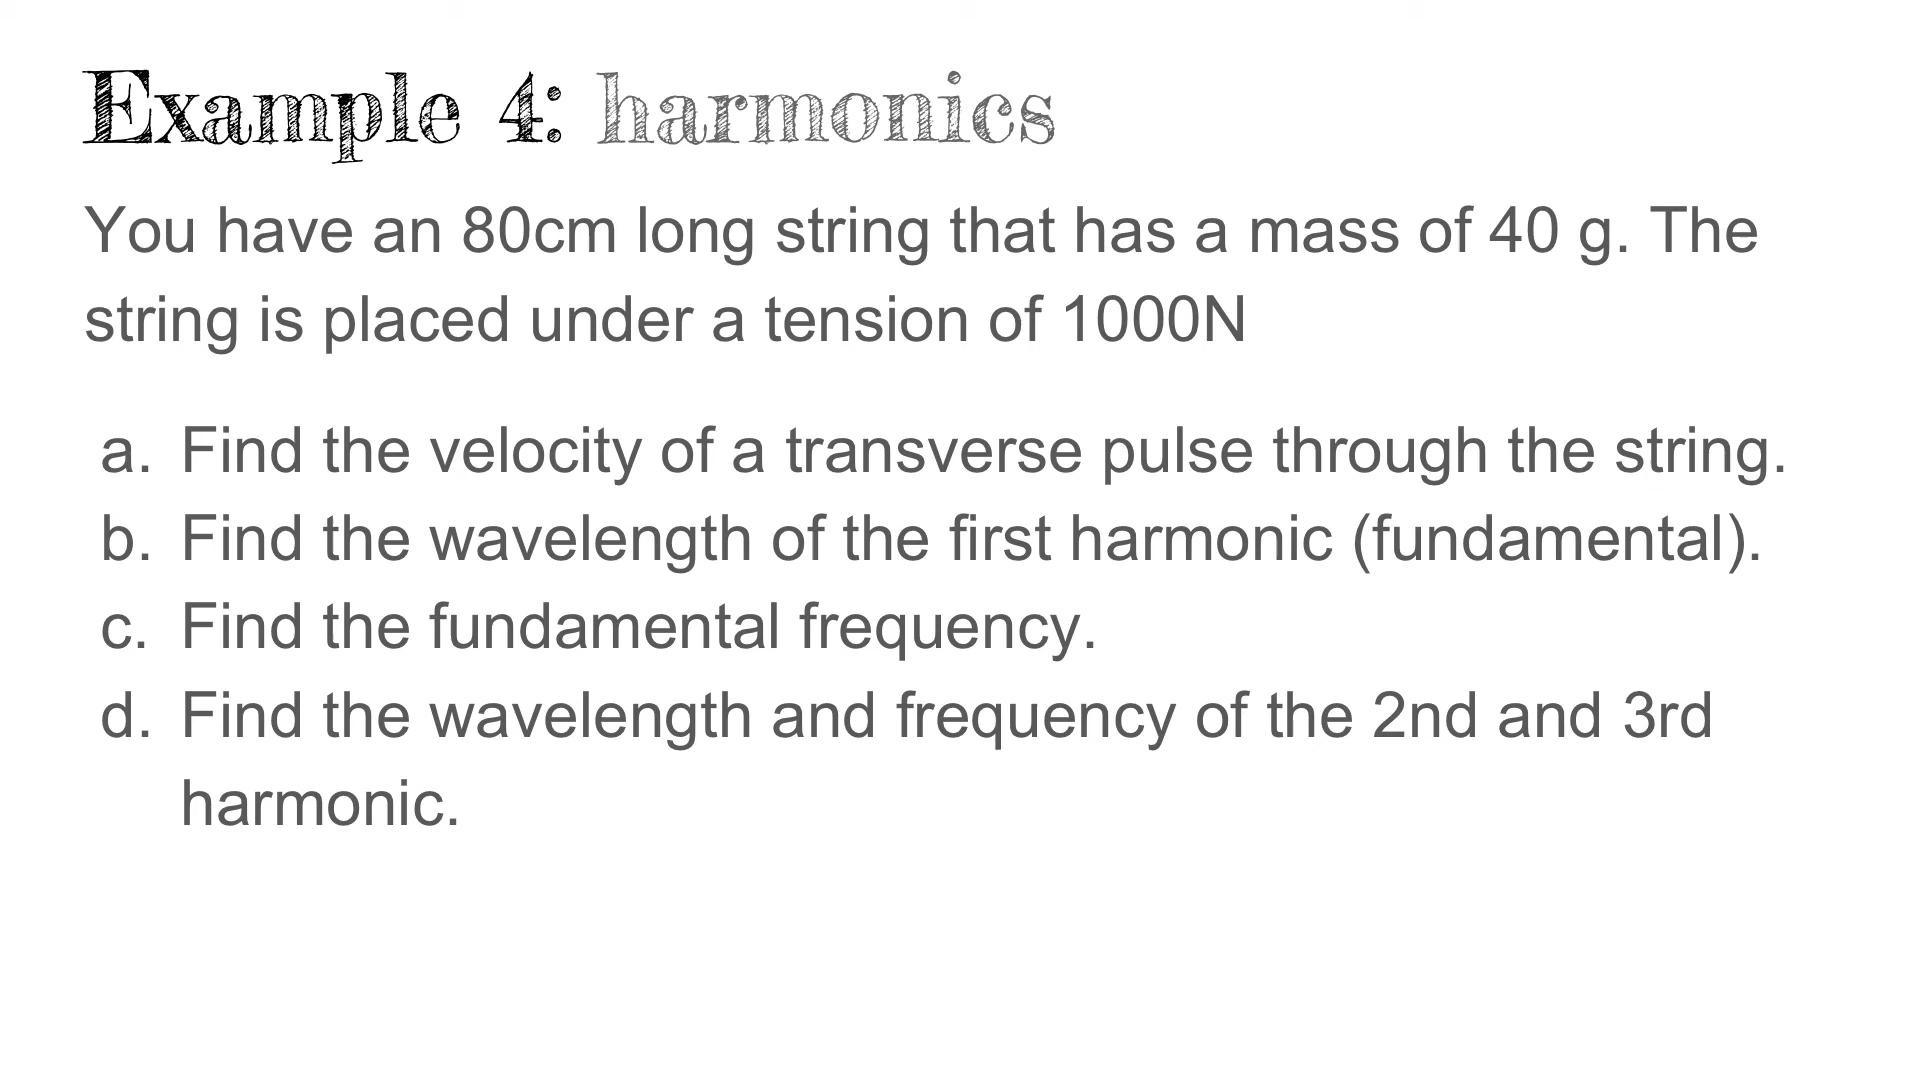 Example 4: harmonics
You have an 80cm long string that has a mass of 40 g. The
string is placed under a tension of 1000N
a. Find the velocity of a transverse pulse through the string.
b. Find the wavelength of the first harmonic (fundamental).
c. Find the fundamental frequency.
d. Find the wavelength and frequency of the 2nd and 3rd
harmonic.